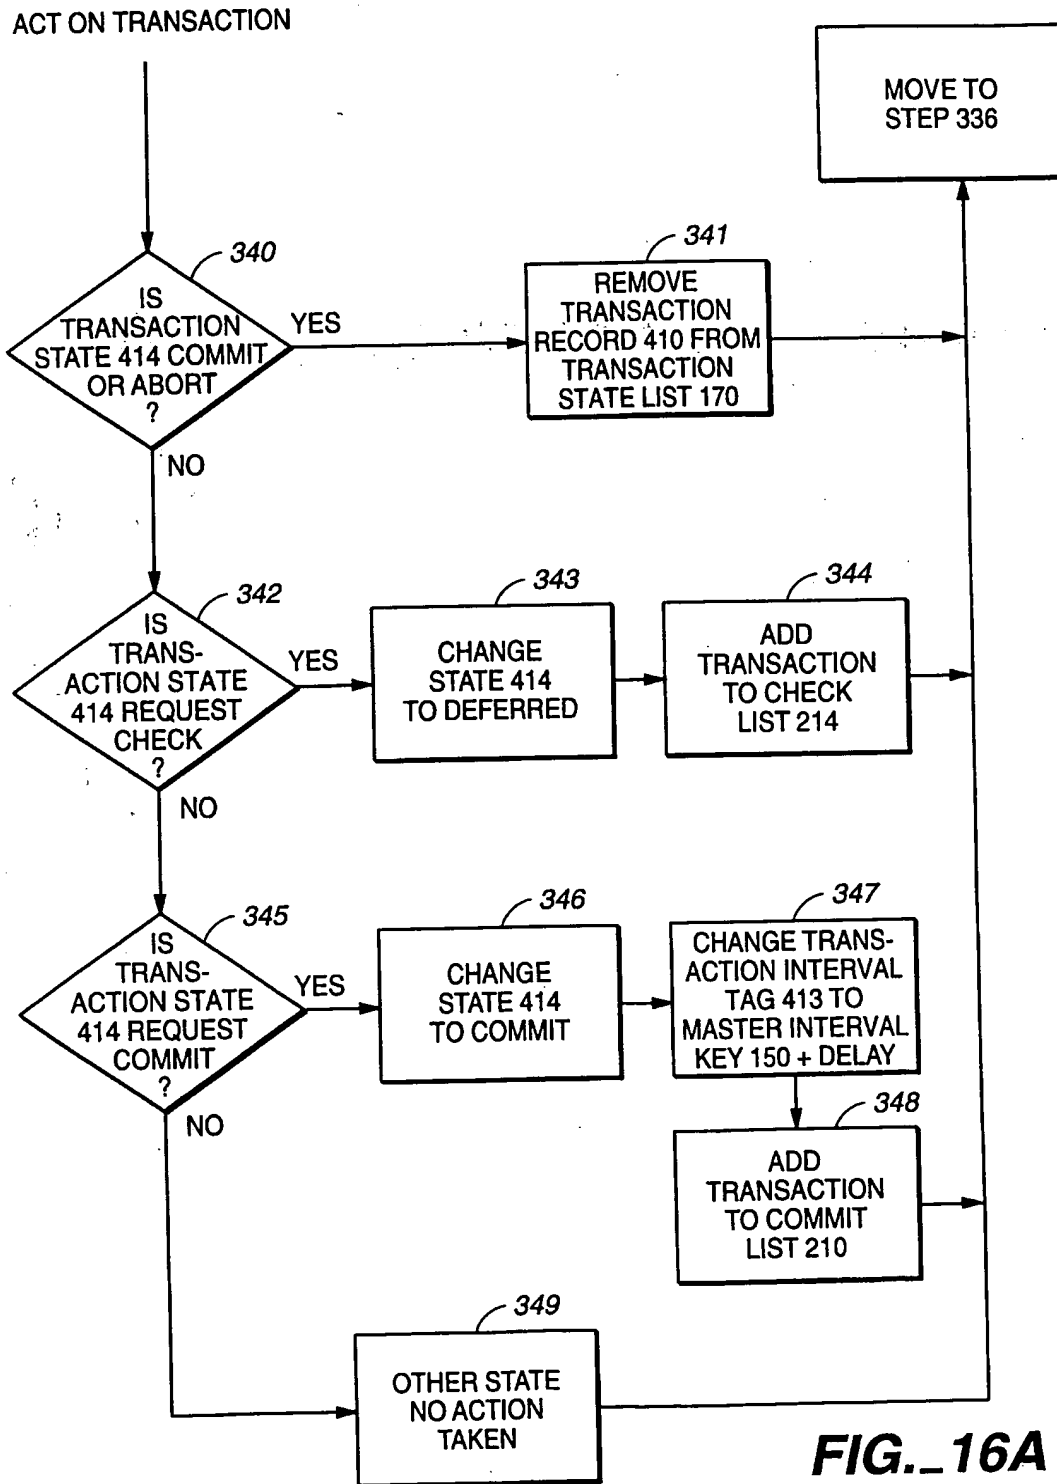 ACT ON TRANSACTION
MOVE TO
STEP 336
340
IS
TRANSACTION
STATE 414 COMMIT
OR ABORT
?
YES
NO
341
REMOVE
TRANSACTION
RECORD 410 FROM
TRANSACTION
STATE LIST 170
342
IS
TRANS-
ACTION STATE
414 REQUEST
CHECK
?
YES
NO
343
CHANGE
STATE 414
TO DEFERRED
344
ADD
TRANSACTION
TO CHECK
LIST 214
345
IS
TRANS-
ACTION STATE
414 REQUEST
COMMIT
?
YES
NO
346
CHANGE
STATE 414
TO COMMIT
347
CHANGE TRANS-
ACTION INTERVAL
TAG 413 TO
MASTER INTERVAL
KEY 150 + DELAY
348
ADD
TRANSACTION
TO COMMIT
LIST 210
349
OTHER STATE
NO ACTION
TAKEN
FIG._16A